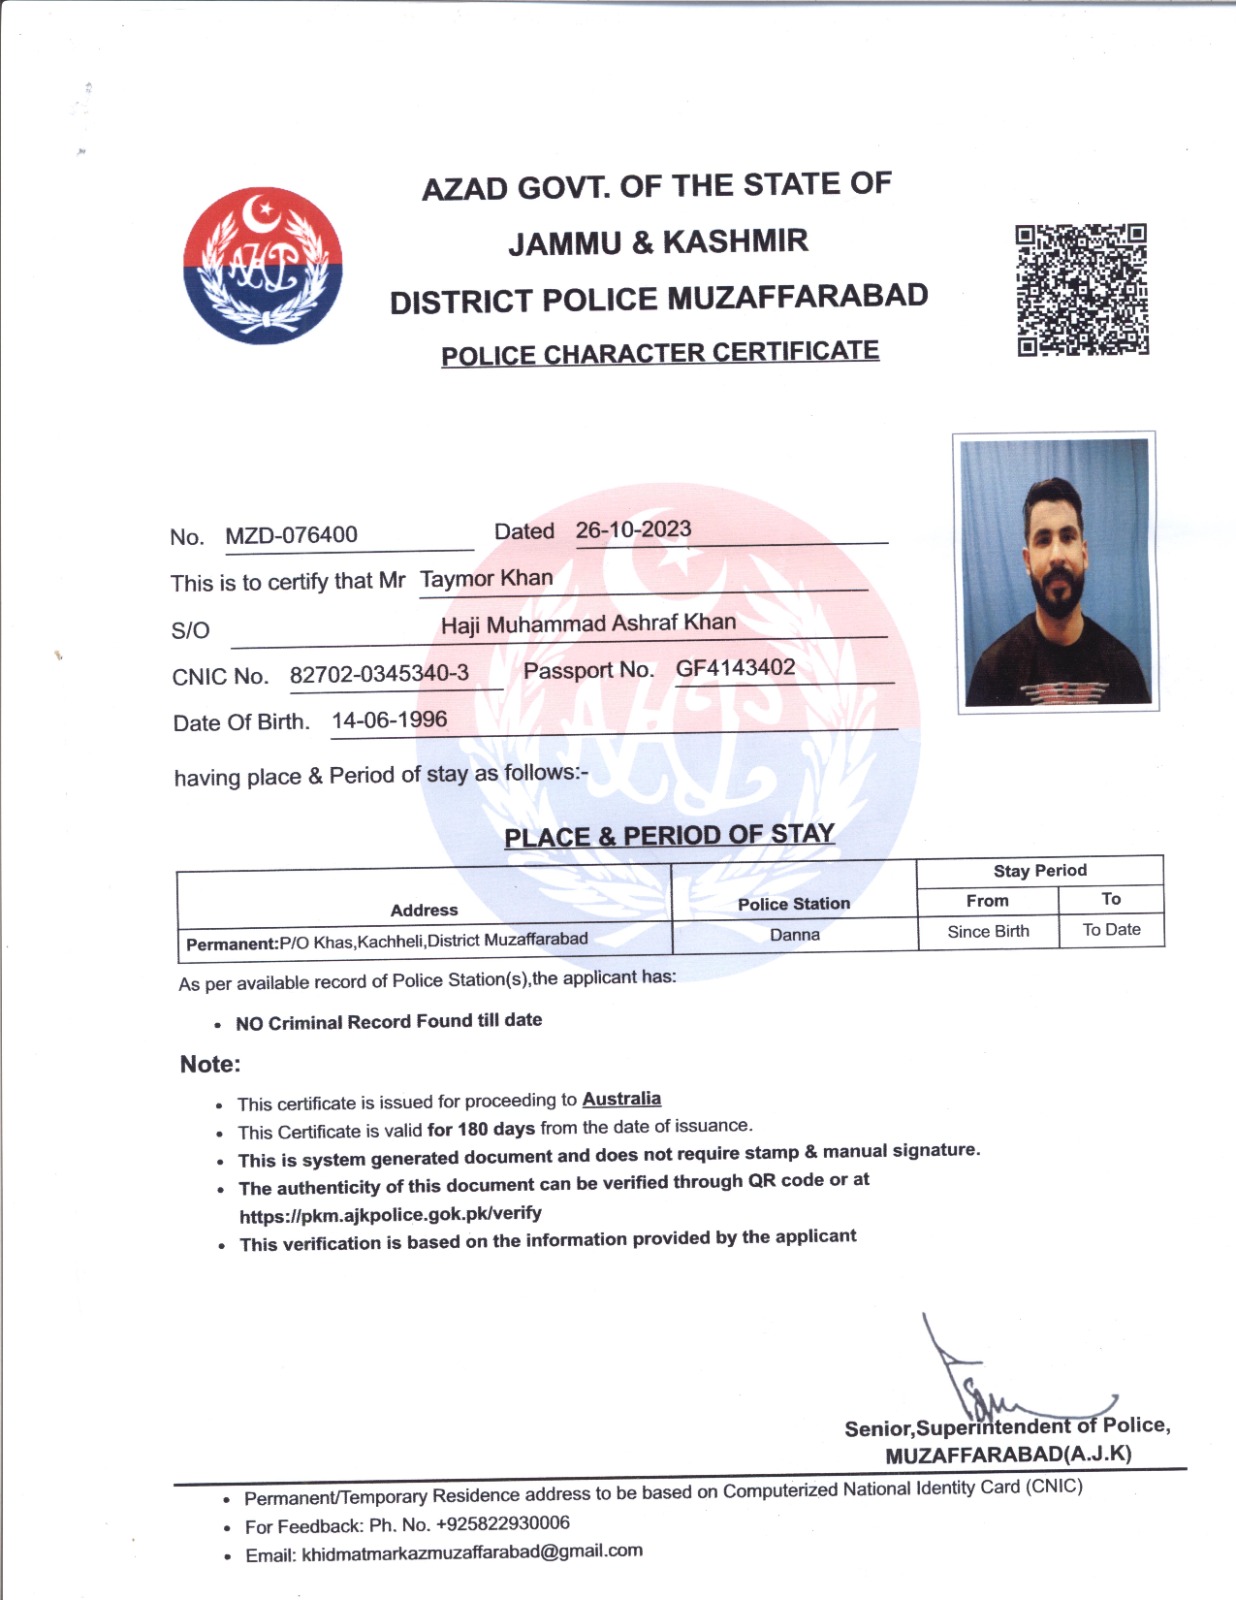 AZAD GOVT. OF THE STATE OF
JAMMU & KASHMIR
DISTRICT POLICE MUZAFFARABAD
POLICE CHARACTER CERTIFICATE
AJKP
No. MZD-076400 Dated 26-10-2023
This is to certify that Mr Taymor Khan
S/O Haji Muhammad Ashraf Khan
CNIC No. 82702-0345340-3 Passport No. GF4143402
Date Of Birth. 14-06-1996
having place & Period of stay as follows:-
PLACE & PERIOD OF STAY
Address Police Station Stay Period
From To
Permanent:P/O Khas,Kachheli,District Muzaffarabad Danna Since Birth To Date
As per available record of Police Station(s),the applicant has:
• NO Criminal Record Found till date
Note:
• This certificate is issued for proceeding to Australia
• This Certificate is valid for 180 days from the date of issuance.
• This is system generated document and does not require stamp & manual signature.
• The authenticity of this document can be verified through QR code or at
https://pkm.ajkpolice.gok.pk/verify
• This verification is based on the information provided by the applicant
Senior,Superintendent of Police,
MUZAFFARABAD(A.J.K)
• Permanent/Temporary Residence address to be based on Computerized National Identity Card (CNIC)
• For Feedback: Ph. No. +925822930006
• Email: khidmatmarkazmuzaffarabad@gmail.com